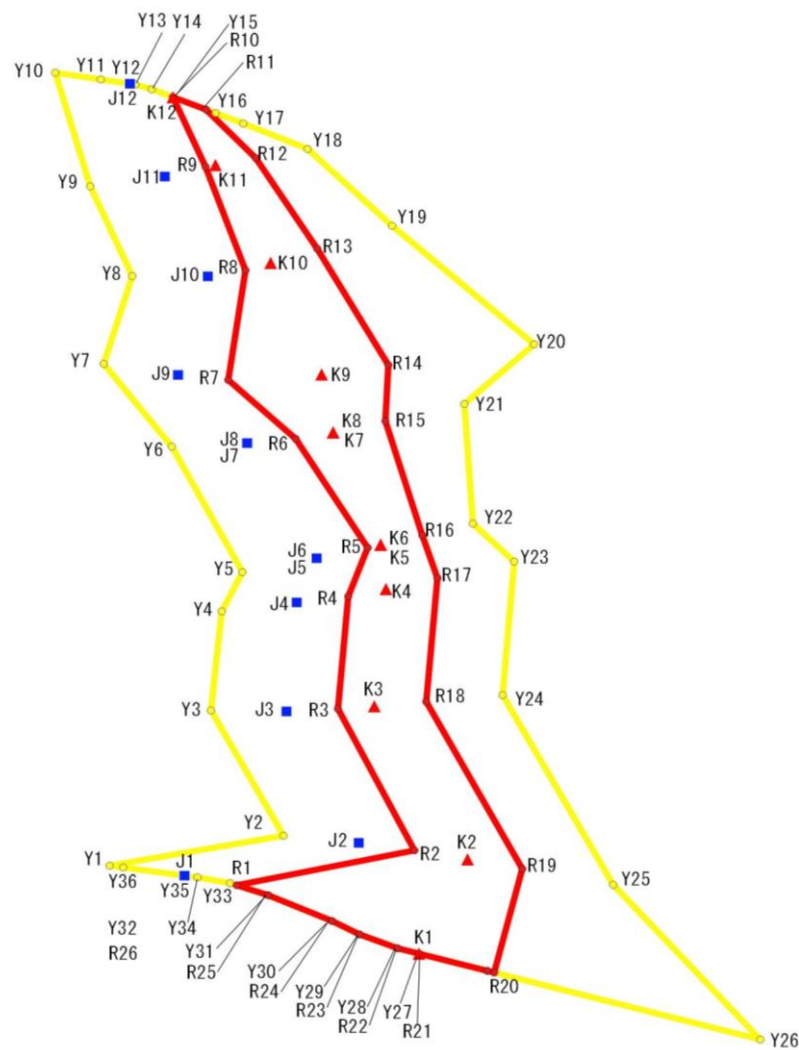 Y13 Y14 Y15
R10
R11
Y10 Y11 Y12
J12 K12 Y16
Y17
Y18
R12
R9 K11
J11
Y9
Y19
R13
Y8 J10 R8 K10
Y20
Y7 J9 R7 K9 R14
Y21
K8
K7
R15
J8
J7
R6
Y6
Y22
R16
K6
K5
R5
J6
J5
Y23
Y5
R17
K4
J4 R4
Y4
Y3 J3 R3 K3 R18 Y24
Y2 J2 R2 K2
R19
Y1 Y36 J1 R1
Y35 Y33
Y25
Y32 Y34
R26
Y31
R25
K1
Y30
R24
Y29
R23
Y28
R22
Y27
R21
R20
Y26